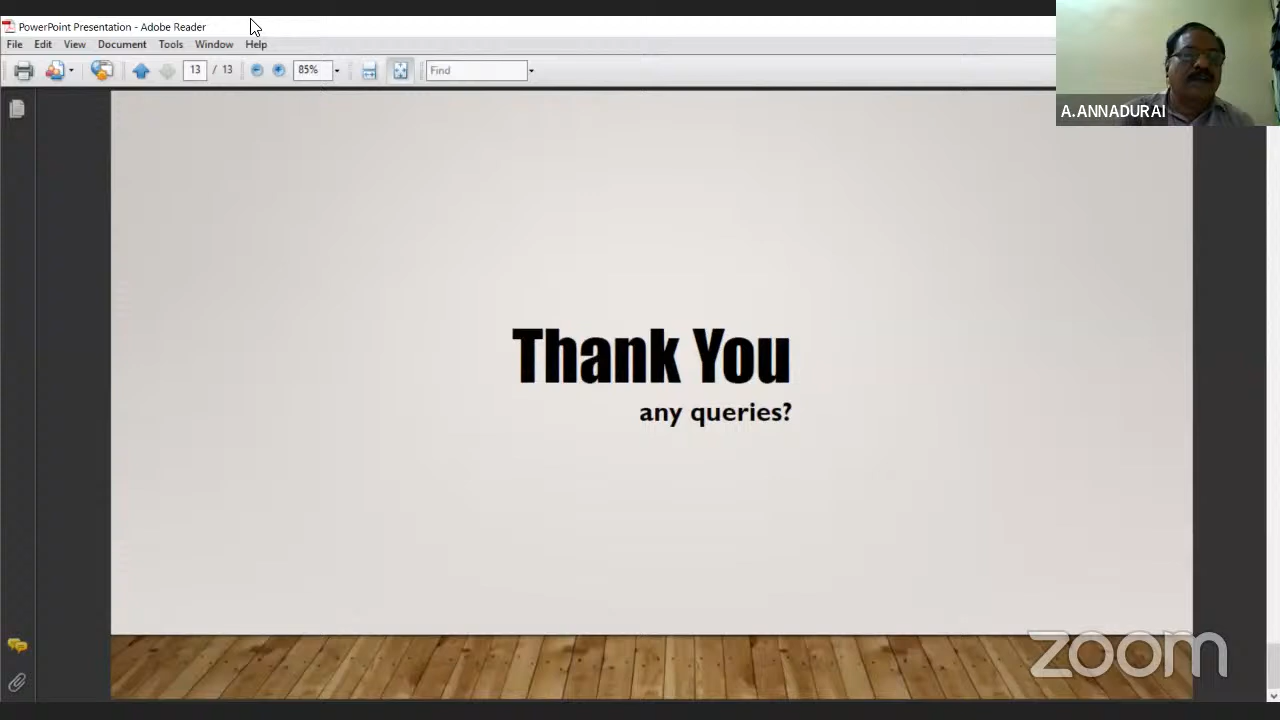 PowerPoint Presentation - Adobe Reader
File Edit View Document Tools Window Help
13 / 13 85% Find
A.ANNADURAI
Thank You
any queries?
zoom